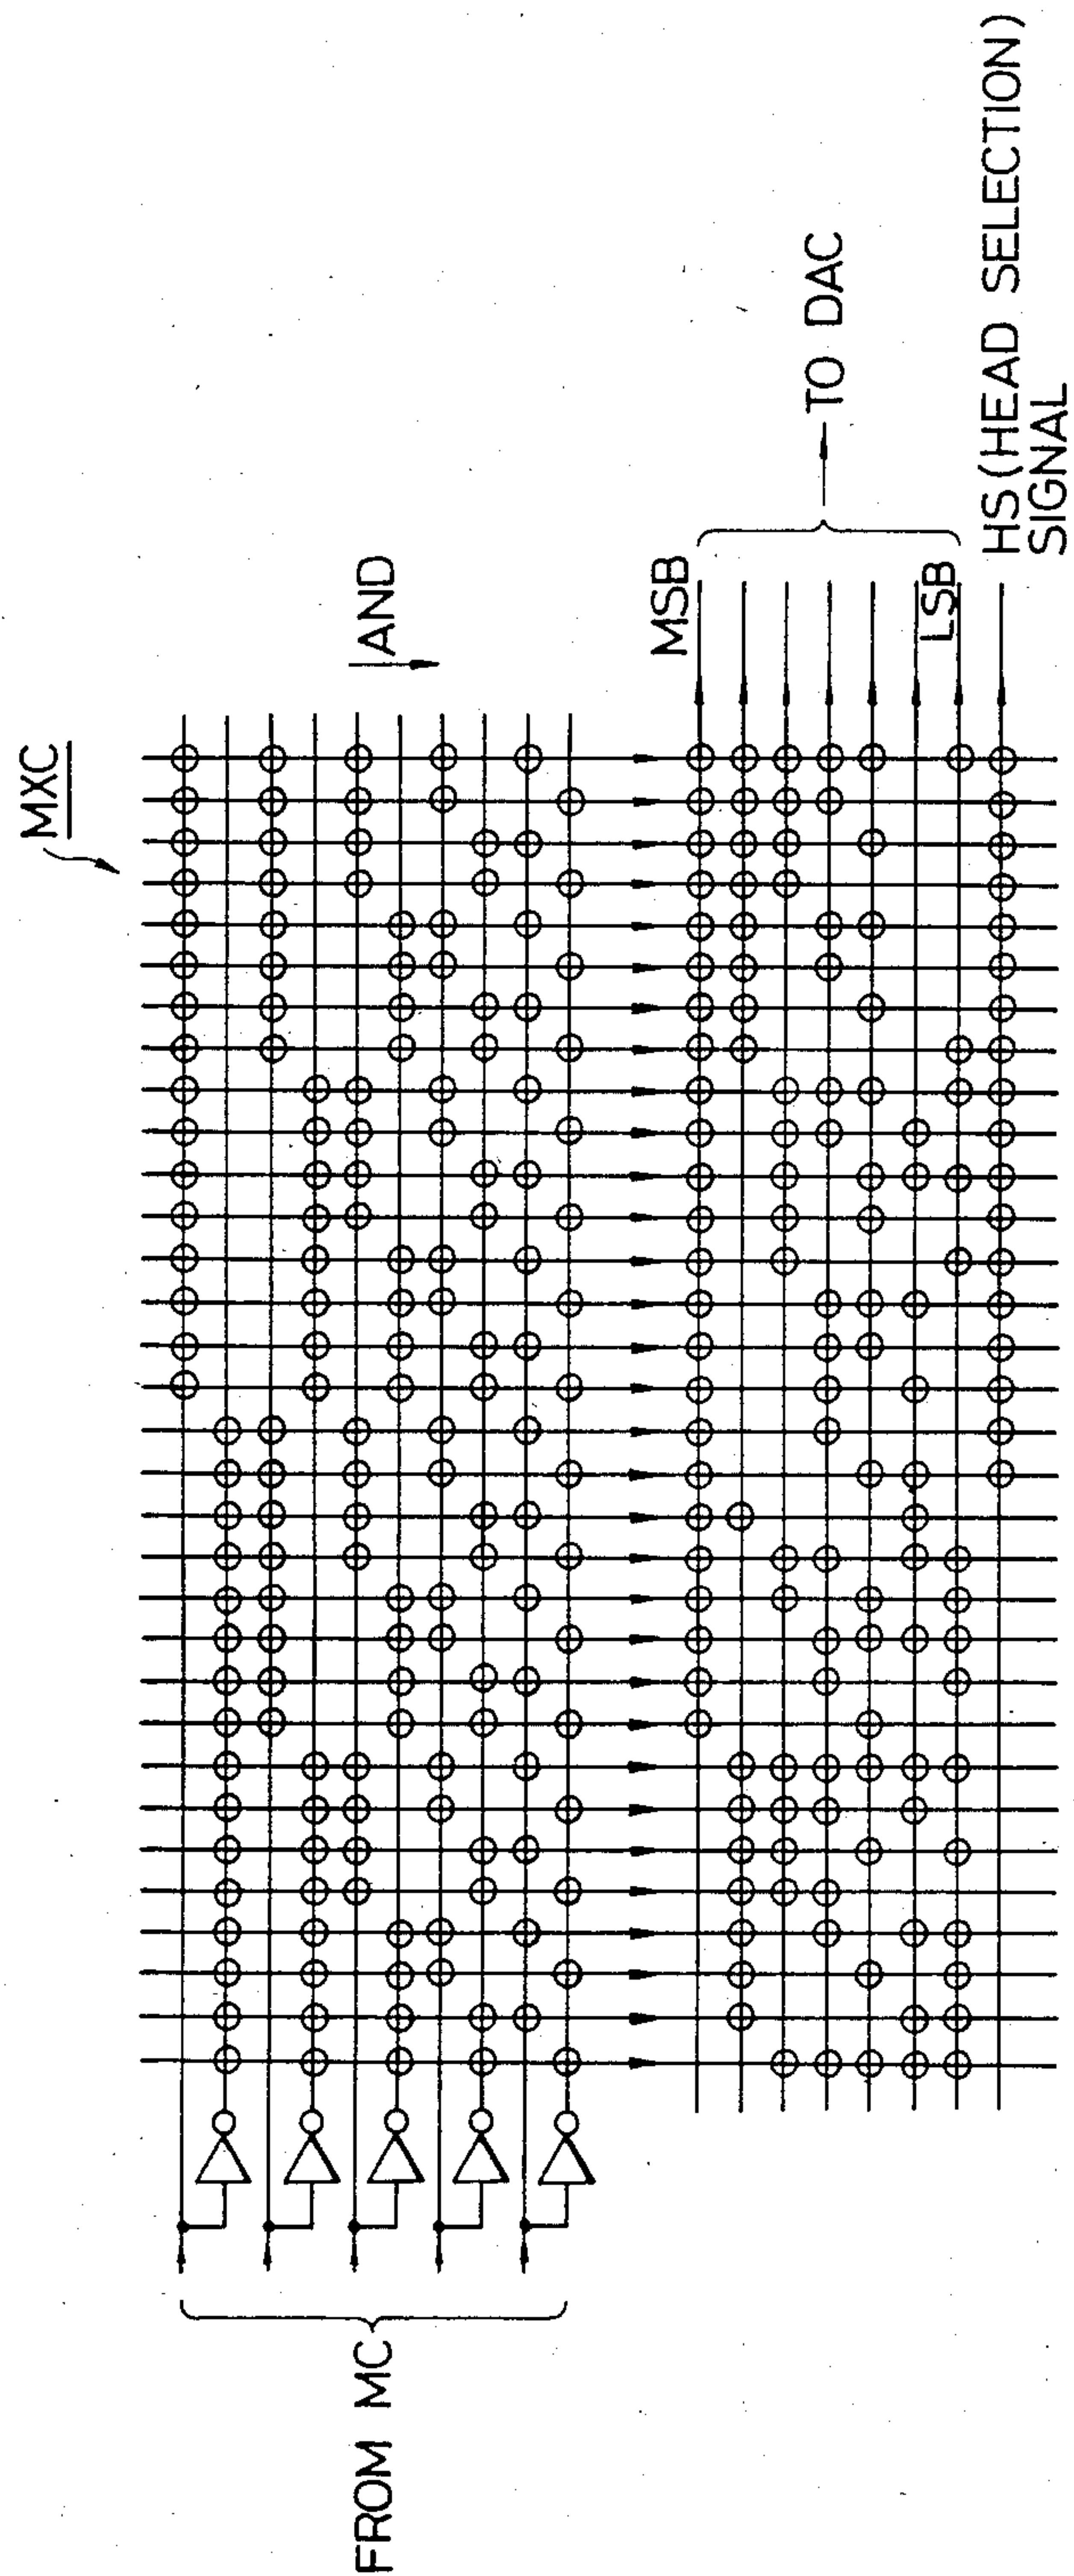 MXC
AND
FROM MC
MSB
TO DAC
LSB
HS (HEAD SELECTION)
SIGNAL